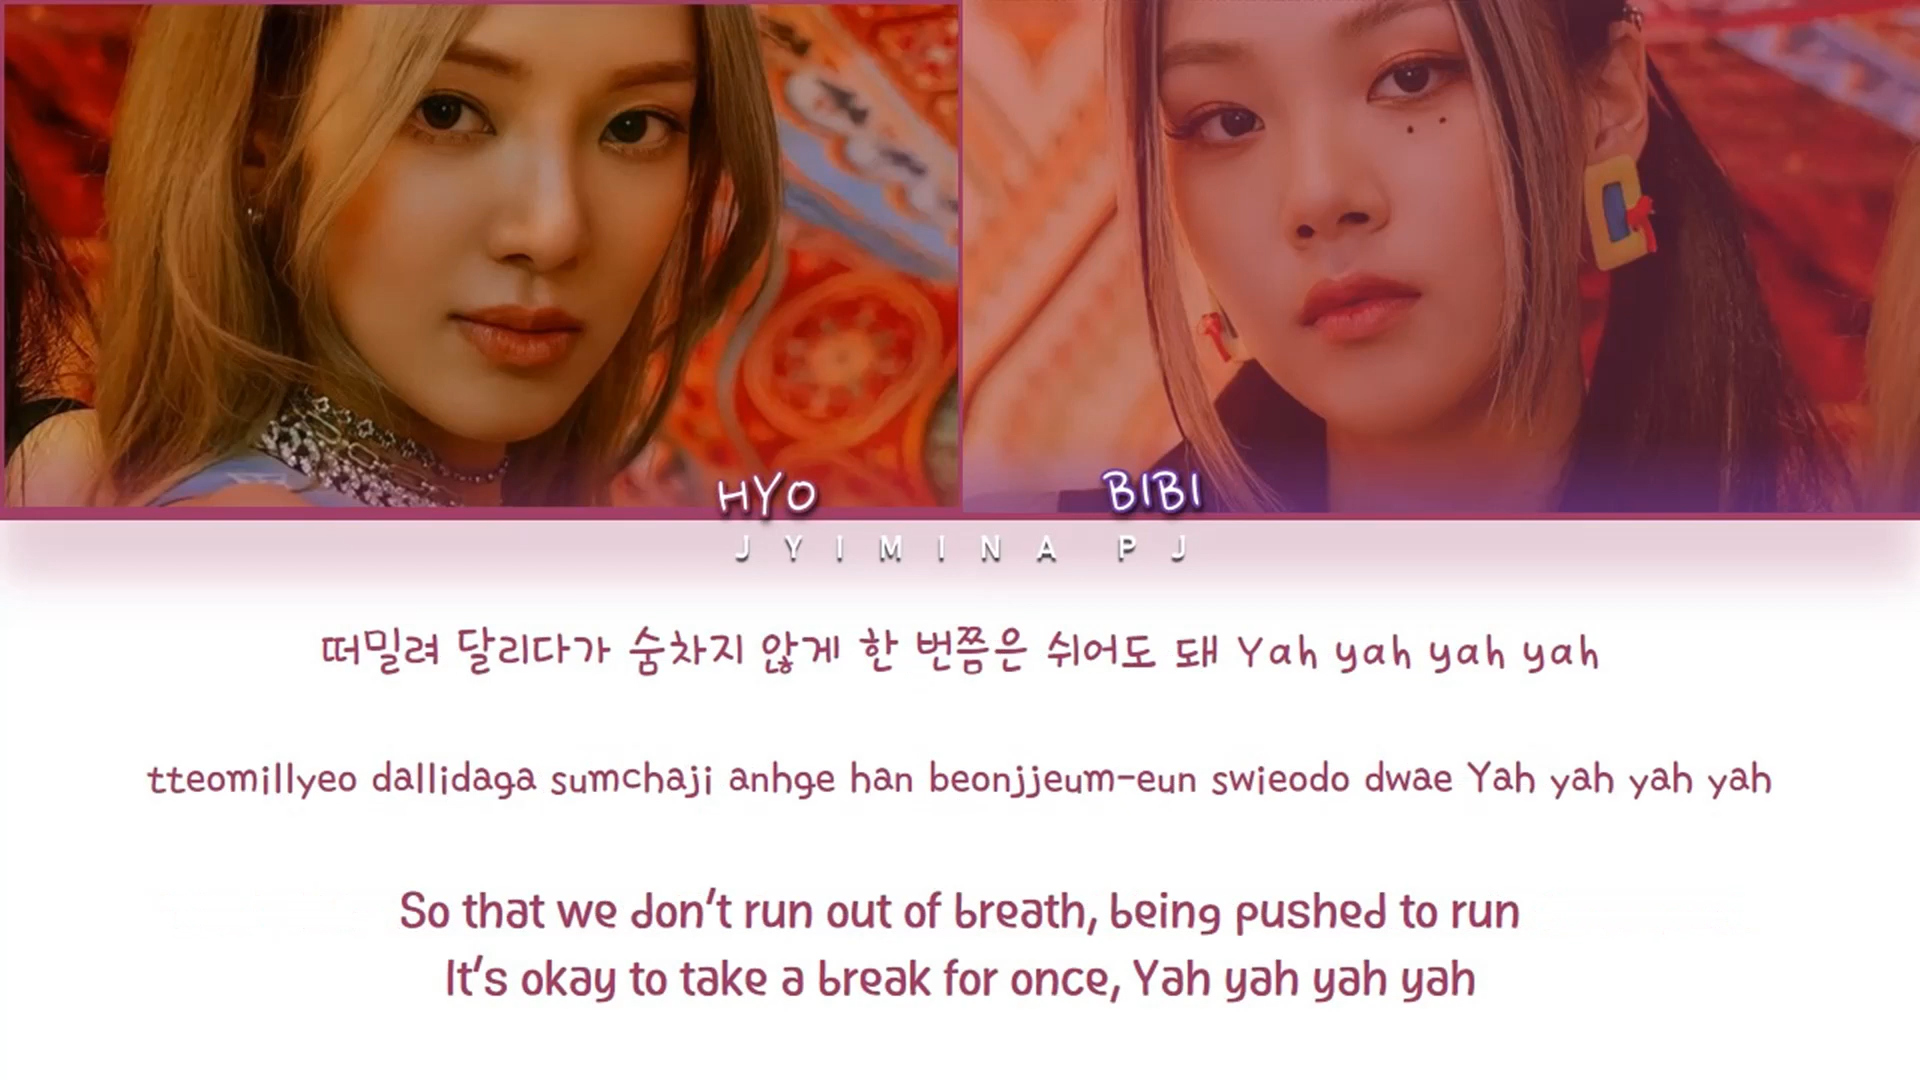 HYO
BIBI
JYIMINA PJ
떠밀려 달리다가 숨차지 않게 한 번쯤은 쉬어도 돼 Yah yah yah yah
tteomillyeo dallidaga sumchaji anhge han beonjjeum-eun swieodo dwae Yah yah yah yah
So that we don't run out of breath, being pushed to run
It's okay to take a break for once, Yah yah yah yah